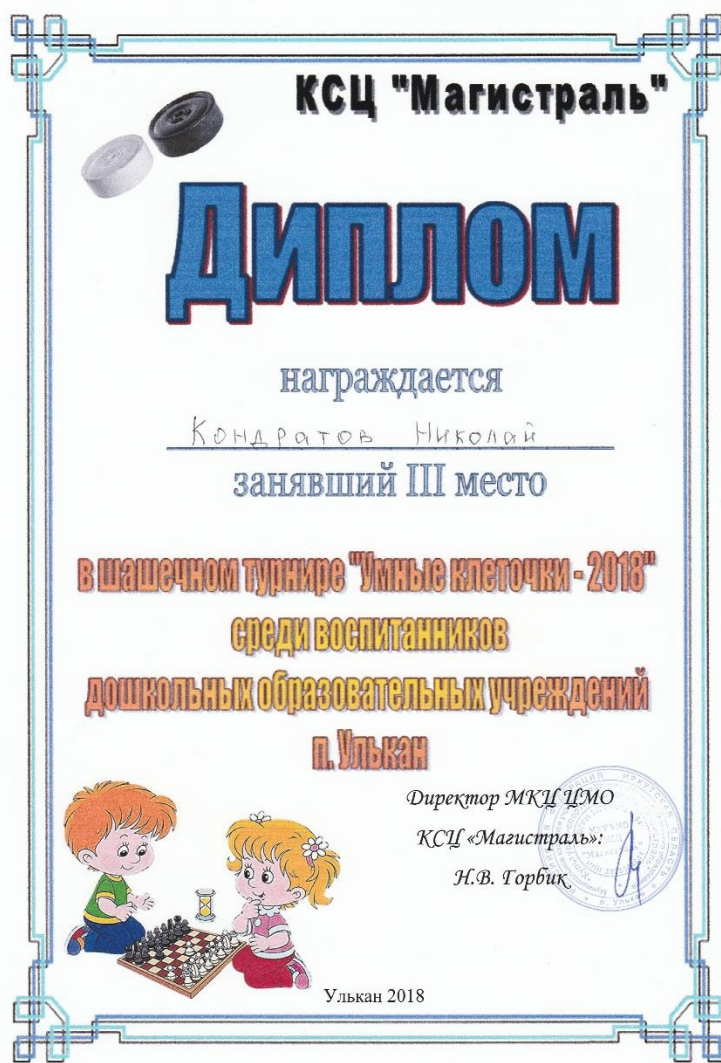 КСЦ "Магистраль"
Диплом
награждается
Кондратов Николай
занявший III место
в шашечном турнире "Умные клеточки - 2018"
среди воспитанников
дошкольных образовательных учреждений
п. Улькан
Директор МКЦ ЦМО
КСЦ «Магистраль»:
Н.В. Горбик
Улькан 2018